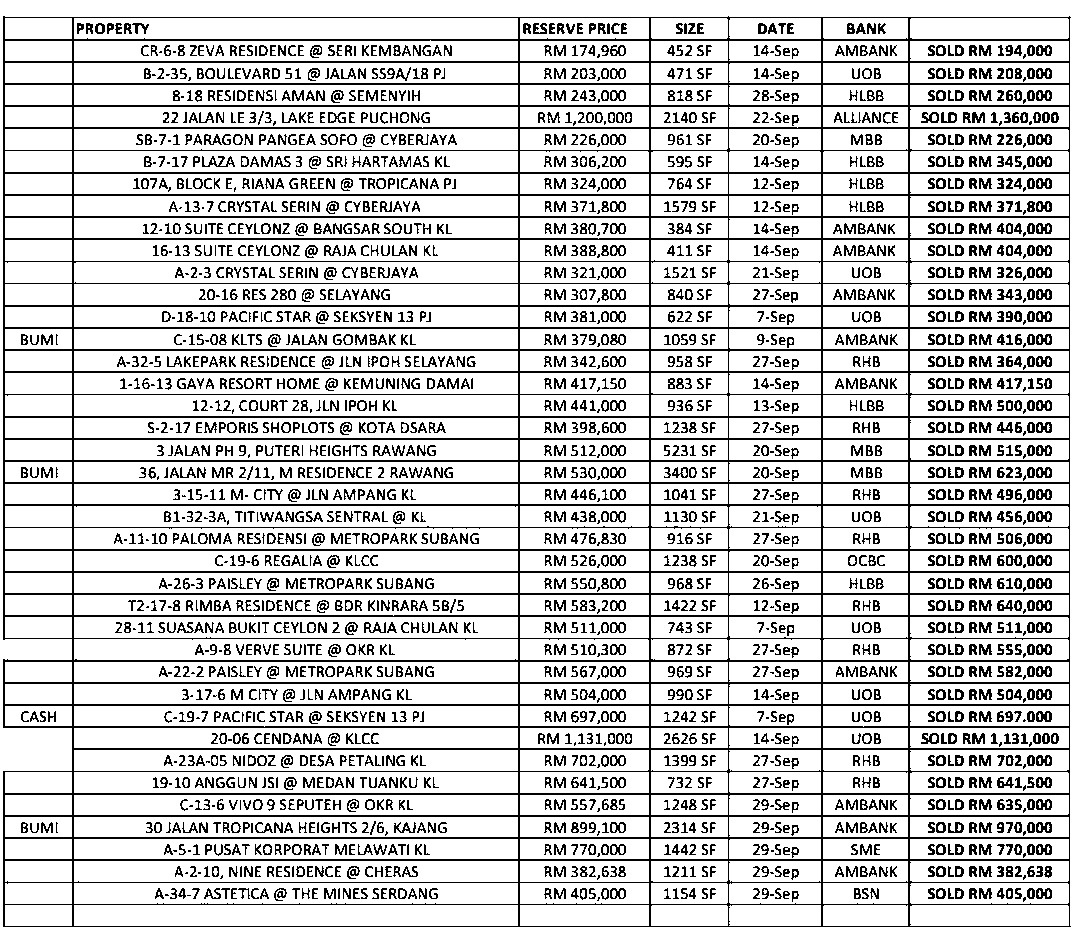 PROPERTY RESERVE PRICE SIZE DATE BANK
CR-6-8 ZEVA RESIDENCE @ SERI KEMBANGAN RM 174,960 452 SF 14-Sep AMBANK SOLD RM 194,000
B-2-35, BOULEVARD 51 @ JALAN SS9A/18 PJ RM 203,000 471 SF 14-Sep UOB SOLD RM 208,000
8-18 RESIDENSI AMAN @ SEMENYIH RM 243,000 818 SF 28-Sep HLBB SOLD RM 260,000
22 JALAN LE 3/3, LAKE EDGE PUCHONG RM 1,200,000 2140 SF 22-Sep ALLIANCE SOLD RM 1,360,000
SB-7-1 PARAGON PANGEA SOFO @ CYBERJAYA RM 226,000 961 SF 20-Sep MBB SOLD RM 226,000
B-7-17 PLAZA DAMAS 3 @ SRI HARTAMAS KL RM 306,200 595 SF 14-Sep HLBB SOLD RM 345,000
107A, BLOCK E, RIANA GREEN @ TROPICANA PJ RM 324,000 764 SF 12-Sep HLBB SOLD RM 324,000
A-13-7 CRYSTAL SERIN @ CYBERJAYA RM 371,800 1579 SF 12-Sep HLBB SOLD RM 371,800
12-10 SUITE CEYLONZ @ BANGSAR SOUTH KL RM 380,700 384 SF 14-Sep AMBANK SOLD RM 404,000
16-13 SUITE CEYLONZ @ RAJA CHULAN KL RM 388,800 411 SF 14-Sep AMBANK SOLD RM 404,000
A-2-3 CRYSTAL SERIN @ CYBERJAYA RM 321,000 1521 SF 21-Sep UOB SOLD RM 326,000
20-16 RES 280 @ SELAYANG RM 307,800 840 SF 27-Sep AMBANK SOLD RM 343,000
D-18-10 PACIFIC STAR @ SEKSYEN 13 PJ RM 381,000 622 SF 7-Sep UOB SOLD RM 390,000
BUMI C-15-08 KLTS @ JALAN GOMBAK KL RM 379,080 1059 SF 9-Sep AMBANK SOLD RM 416,000
A-32-5 LAKEPARK RESIDENCE @ JLN IPOH SELAYANG RM 342,600 958 SF 27-Sep RHB SOLD RM 364,000
1-16-13 GAYA RESORT HOME @ KEMUNING DAMAI RM 417,150 883 SF 14-Sep AMBANK SOLD RM 417,150
12-12, COURT 28, JLN IPOH KL RM 441,000 936 SF 13-Sep HLBB SOLD RM 500,000
S-2-17 EMPORIS SHOPLOTS @ KOTA DSARA RM 398,600 1238 SF 27-Sep RHB SOLD RM 446,000
3 JALAN PH 9, PUTERI HEIGHTS RAWANG RM 512,000 5231 SF 20-Sep MBB SOLD RM 515,000
BUMI 36, JALAN MR 2/11, M RESIDENCE 2 RAWANG RM 530,000 3400 SF 20-Sep MBB SOLD RM 623,000
3-15-11 M- CITY @ JLN AMPANG KL RM 446,100 1041 SF 27-Sep RHB SOLD RM 496,000
B1-32-3A, TITIWANGSA SENTRAL @ KL RM 438,000 1130 SF 21-Sep UOB SOLD RM 456,000
A-11-10 PALOMA RESIDENSI @ METROPARK SUBANG RM 476,830 916 SF 27-Sep RHB SOLD RM 506,000
C-19-6 REGALIA @ KLCC RM 526,000 1238 SF 20-Sep OCBC SOLD RM 600,000
A-26-3 PAISLEY @ METROPARK SUBANG RM 550,800 968 SF 26-Sep HLBB SOLD RM 610,000
T2-17-8 RIMBA RESIDENCE @ BDR KINRARA 5B/5 RM 583,200 1422 SF 12-Sep RHB SOLD RM 640,000
28-11 SUASANA BUKIT CEYLON 2 @ RAJA CHULAN KL RM 511,000 743 SF 7-Sep UOB SOLD RM 511,000
A-9-8 VERVE SUITE @ OKR KL RM 510,300 872 SF 27-Sep RHB SOLD RM 555,000
A-22-2 PAISLEY @ METROPARK SUBANG RM 567,000 969 SF 27-Sep AMBANK SOLD RM 582,000
3-17-6 M CITY @ JLN AMPANG KL RM 504,000 990 SF 14-Sep UOB SOLD RM 504,000
CASH C-19-7 PACIFIC STAR @ SEKSYEN 13 PJ RM 697,000 1242 SF 7-Sep UOB SOLD RM 697.000
20-06 CENDANA @ KLCC RM 1,131,000 2626 SF 14-Sep UOB SOLD RM 1,131,000
A-23A-05 NIDOZ @ DESA PETALING KL RM 702,000 1399 SF 27-Sep RHB SOLD RM 702,000
19-10 ANGGUN JSI @ MEDAN TUANKU KL RM 641,500 732 SF 27-Sep RHB SOLD RM 641,500
C-13-6 VIVO 9 SEPUTEH @ OKR KL RM 557,685 1248 SF 29-Sep AMBANK SOLD RM 635,000
BUMI 30 JALAN TROPICANA HEIGHTS 2/6, KAJANG RM 899,100 2314 SF 29-Sep AMBANK SOLD RM 970,000
A-5-1 PUSAT KORPORAT MELAWATI KL RM 770,000 1442 SF 29-Sep SME SOLD RM 770,000
A-2-10, NINE RESIDENCE @ CHERAS RM 382,638 1211 SF 29-Sep AMBANK SOLD RM 382,638
A-34-7 ASTETICA @ THE MINES SERDANG RM 405,000 1154 SF 29-Sep BSN SOLD RM 405,000